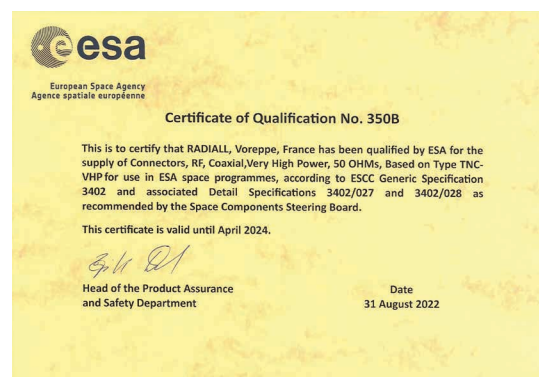 esa
European Space Agency
Agence spatiale européenne
Certificate of Qualification No. 350B
This is to certify that RADIALL, Voreppe, France has been qualified by ESA for the
supply of Connectors, RF, Coaxial,Very High Power, 50 OHMs, Based on Type TNC-
VHP for use in ESA space programmes, according to ESCC Generic Specification
3402 and associated Detail Specifications 3402/027 and 3402/028 as
recommended by the Space Components Steering Board.
This certificate is valid until April 2024.
Head of the Product Assurance
and Safety Department
Date
31 August 2022